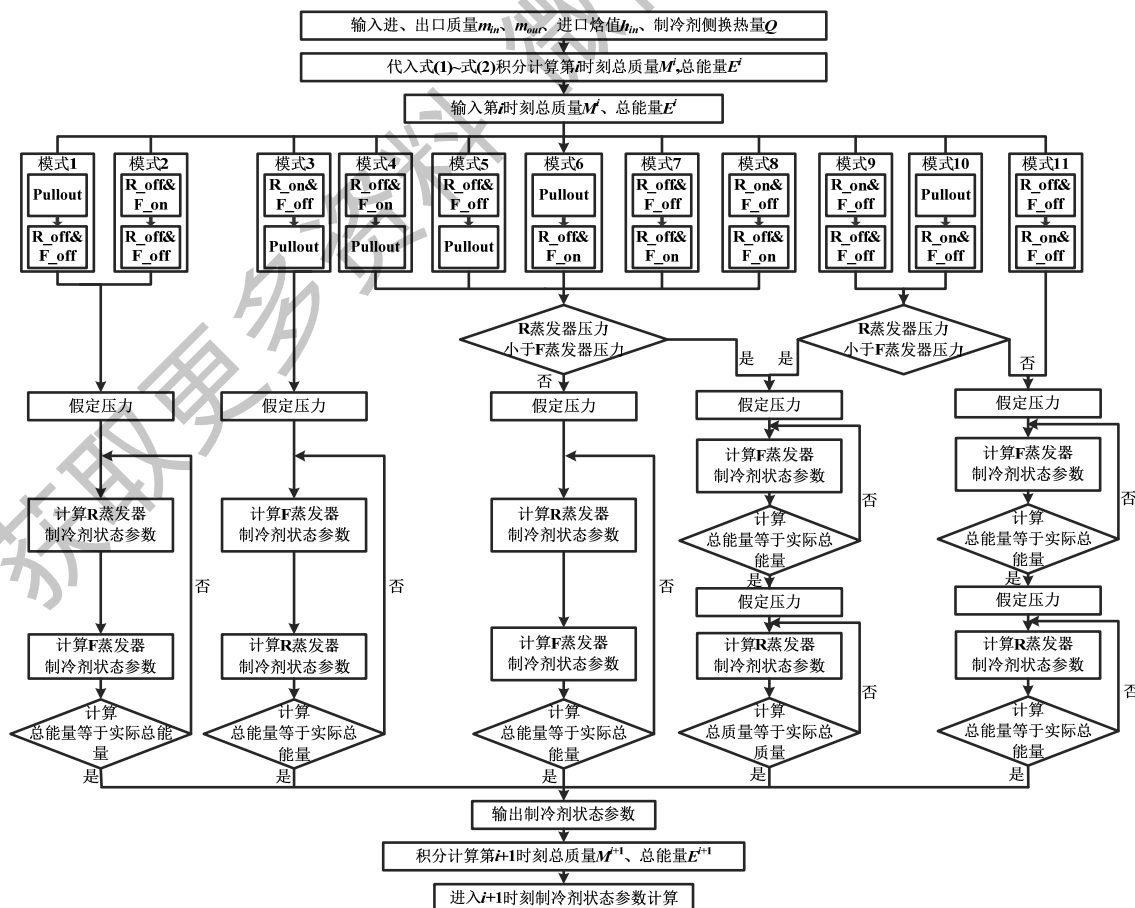 输入进、出口质量m_in、m_out、进口焓值h_in、制冷剂侧换热量Q
代入式(1)~式(2)积分计算第i时刻总质量M^i,总能量E^i
输入第i时刻总质量M^i、总能量E^i
模式1
Pullout
R_off&
F_off
模式2
R_off&
F_on
R_off&
F_off
模式3
R_on&
F_off
Pullout
模式4
R_off&
F_on
Pullout
模式5
R_off&
F_off
Pullout
模式6
Pullout
R_off&
F_on
模式7
R_off&
F_off
R_off&
F_on
模式8
R_on&
F_off
R_off&
F_on
模式9
R_on&
F_off
R_off&
F_off
模式10
Pullout
R_on&
F_off
模式11
R_off&
F_off
R_on&
F_off
R蒸发器压力
小于F蒸发器压力
是
否
R蒸发器压力
小于F蒸发器压力
是
否
假定压力
计算R蒸发器
制冷剂状态参数
计算F蒸发器
制冷剂状态参数
计算
总能量等于实际总能
量
否
是
假定压力
计算F蒸发器
制冷剂状态参数
计算R蒸发器
制冷剂状态参数
计算
总能量等于实际总
能量
否
是
假定压力
计算R蒸发器
制冷剂状态参数
计算F蒸发器
制冷剂状态参数
计算
总能量等于实际总
能量
否
是
假定压力
计算F蒸发器
制冷剂状态参数
计算
总能量等于实际总
能量
否
是
假定压力
计算R蒸发器
制冷剂状态参数
计算
总质量等于实际总
质量
否
是
假定压力
计算F蒸发器
制冷剂状态参数
计算
总能量等于实际总
能量
否
是
假定压力
计算R蒸发器
制冷剂状态参数
计算
总能量等于实际总
能量
否
是
输出制冷剂状态参数
积分计算第i+1时刻总质量M^i+1、总能量E^i+1
进入i+1时刻制冷剂状态参数计算
获取更多资料 微